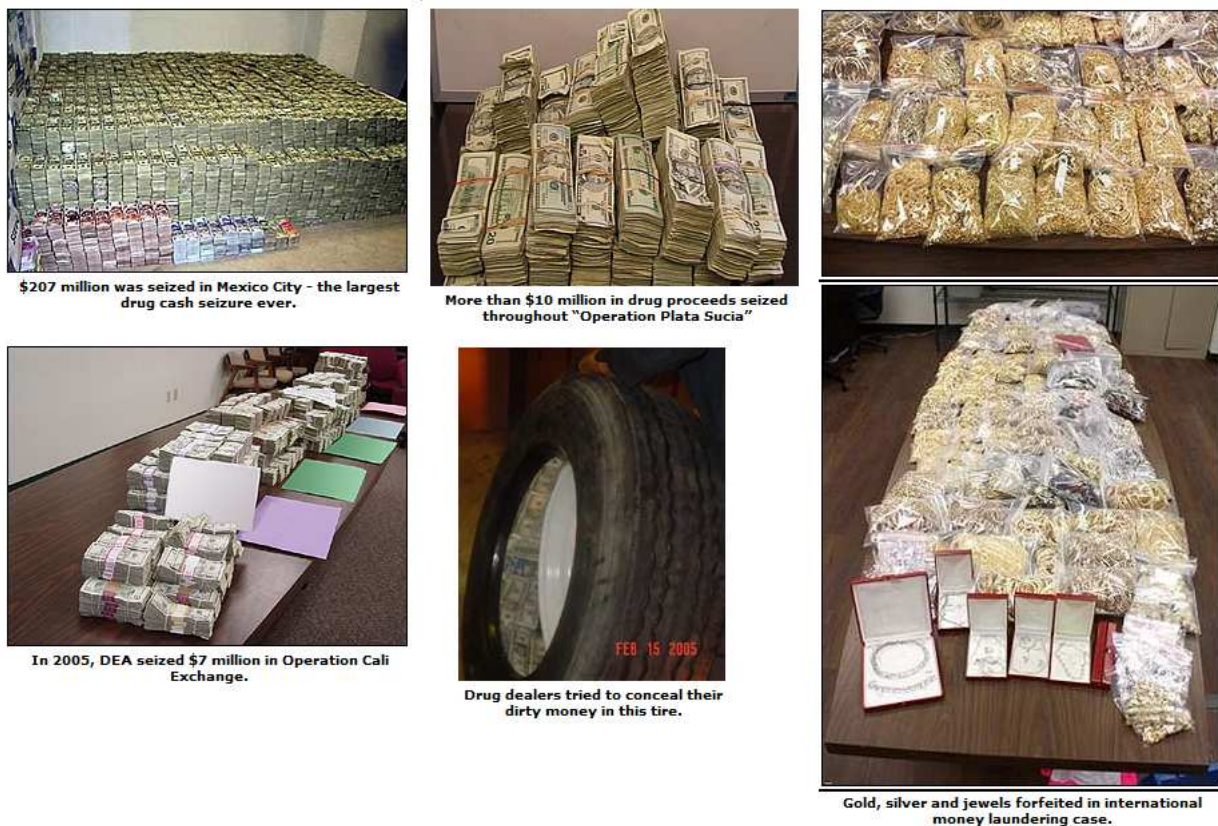 $207 million was seized in Mexico City - the largest
drug cash seizure ever.
More than $10 million in drug proceeds seized
throughout “Operation Plata Sucia”
20
In 2005, DEA seized $7 million in Operation Cali
Exchange.
FEB 15 2005
Drug dealers tried to conceal their
dirty money in this tire.
Gold, silver and jewels forfeited in international
money laundering case.